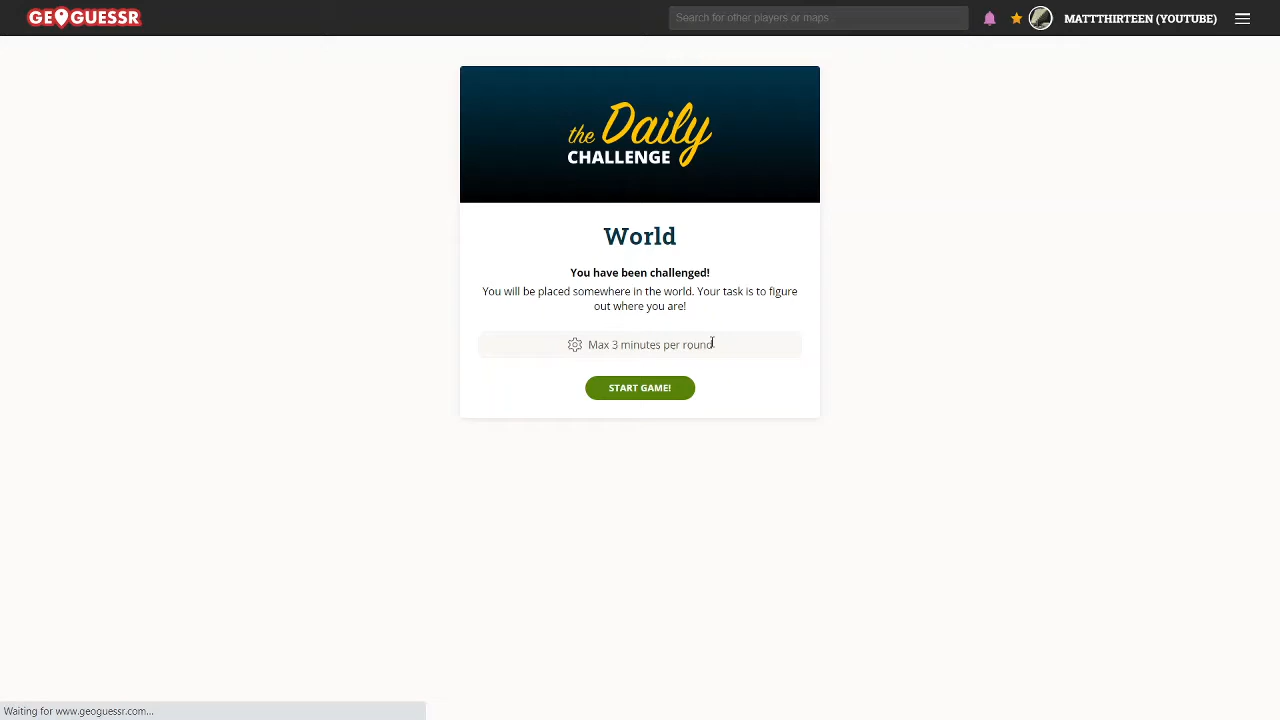 GEOGUESSR
Search for other players or maps
MATTTHIRTEEN (YOUTUBE)
the Daily
CHALLENGE
World
You have been challenged!
You will be placed somewhere in the world. Your task is to figure
out where you are!
Max 3 minutes per round
START GAME!
Waiting for www.geoguessr.com...